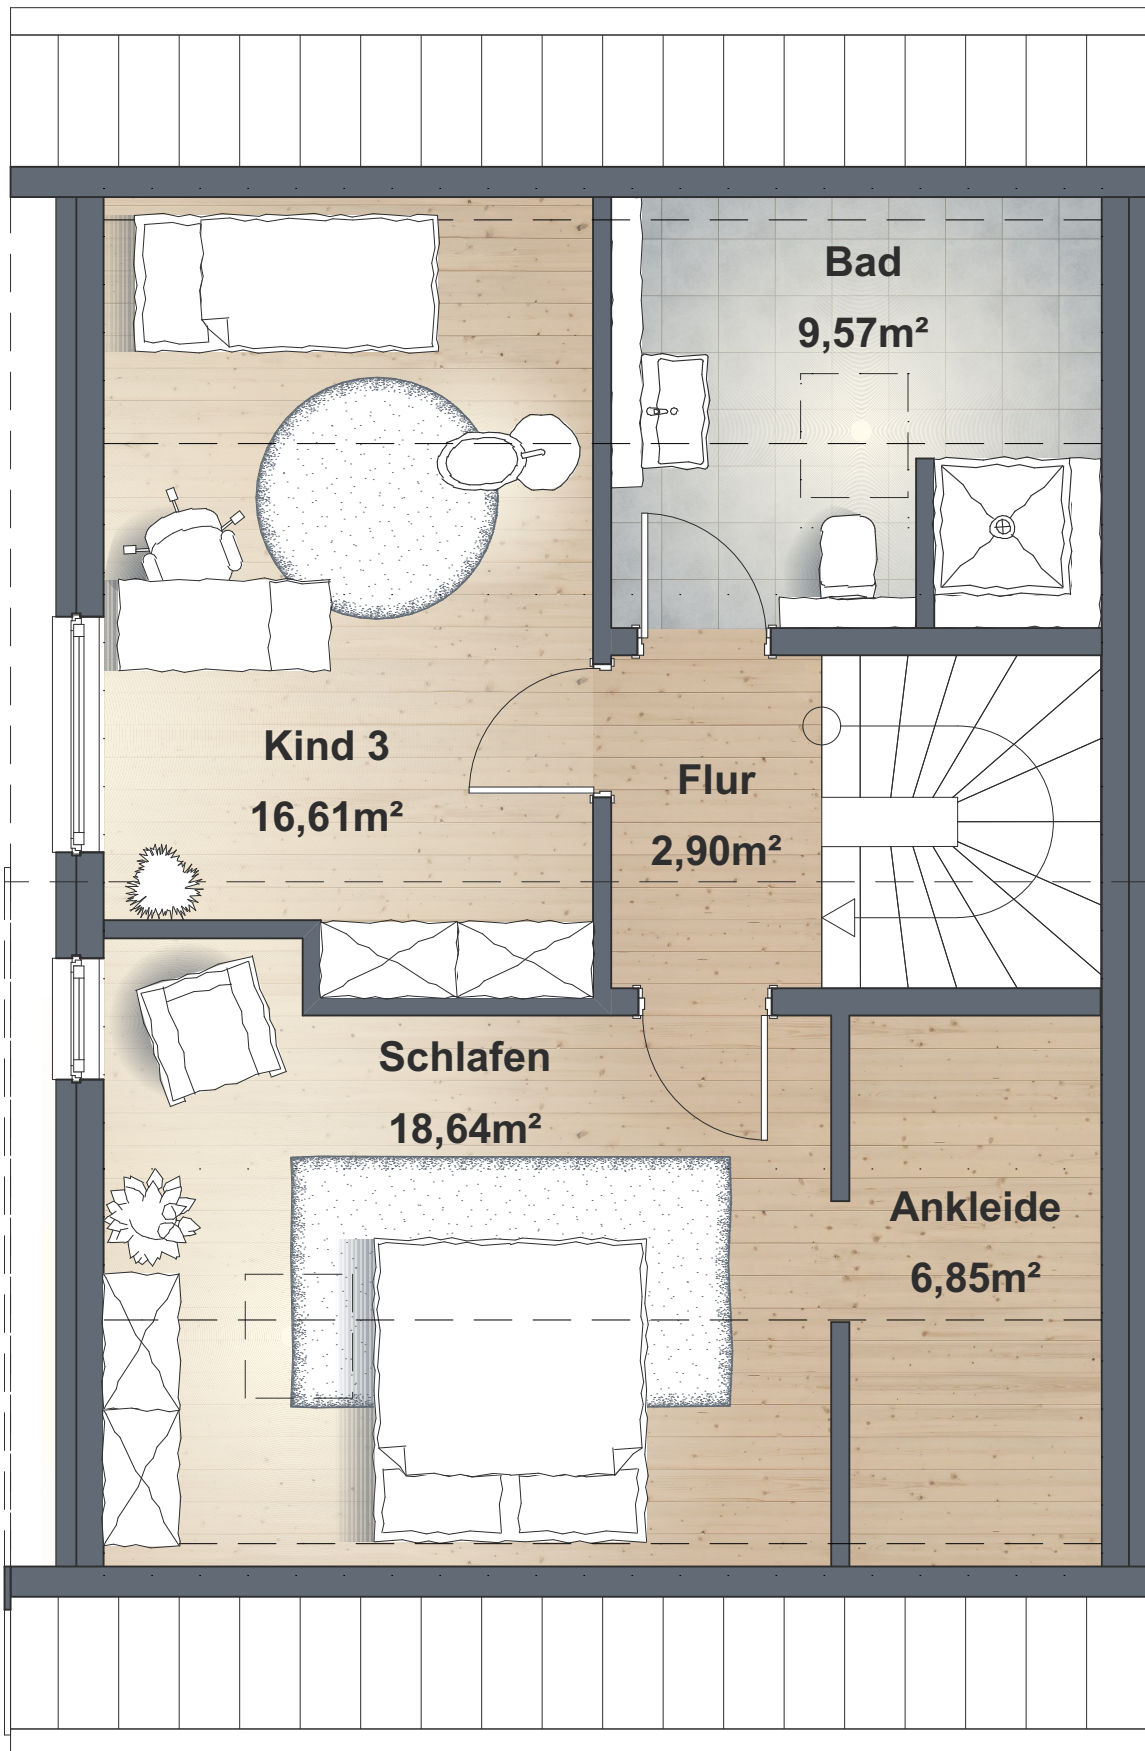 Bad
9,57m²
Kind 3
16,61m²
Flur
2,90m²
Schlafen
18,64m²
Ankleide
6,85m²